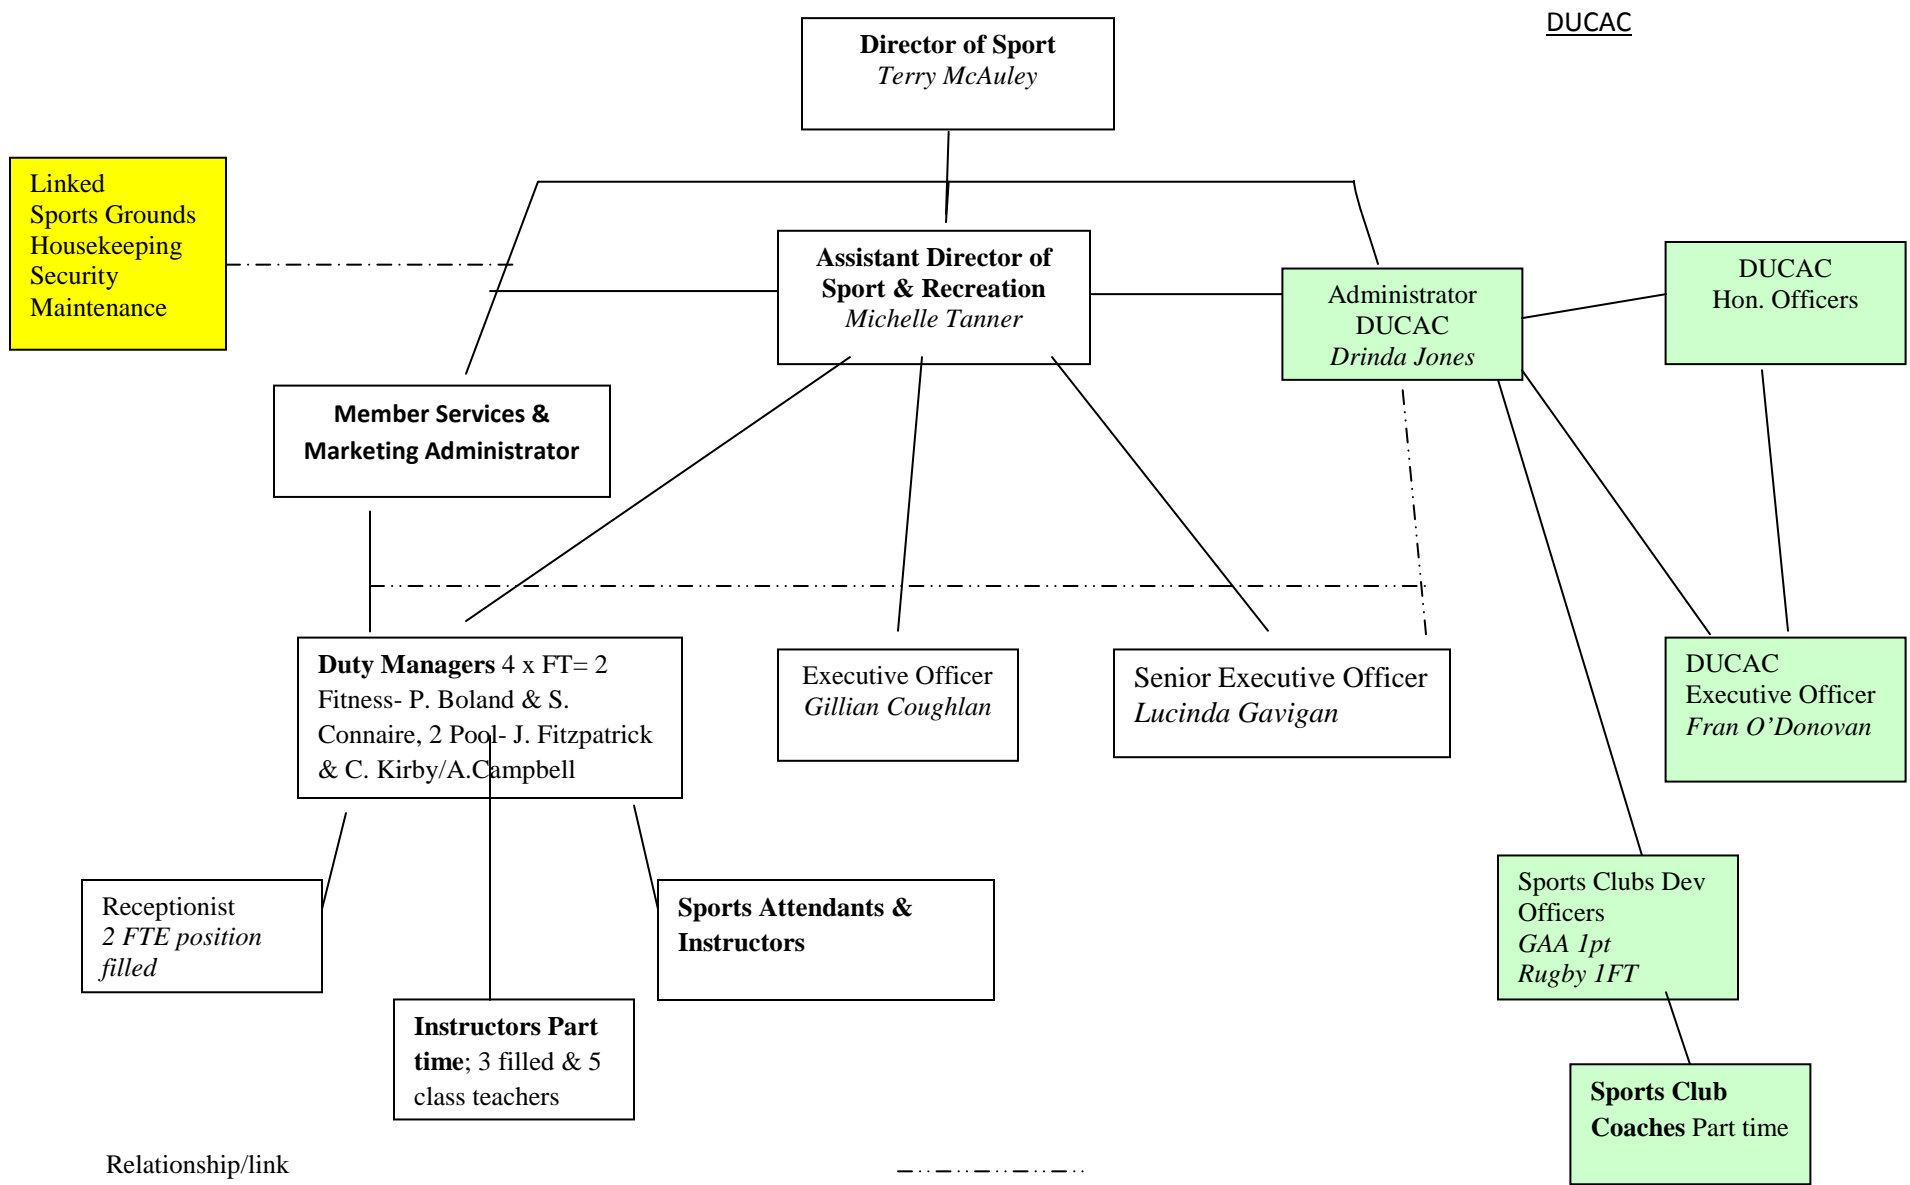 DUCAC
Director of Sport
Terry McAuley
Linked
Sports Grounds
Housekeeping
Security
Maintenance
Assistant Director of
Sport & Recreation
Michelle Tanner
Administrator
DUCAC
Drinda Jones
DUCAC
Hon. Officers
Member Services &
Marketing Administrator
Duty Managers 4 x FT= 2
Fitness- P. Boland & S.
Connaire, 2 Pool- J. Fitzpatrick
& C. Kirby/A.Campbell
Executive Officer
Gillian Coughlan
Senior Executive Officer
Lucinda Gavigan
DUCAC
Executive Officer
Fran O’Donovan
Receptionist
2 FTE position
filled
Sports Attendants &
Instructors
Sports Clubs Dev
Officers
GAA 1pt
Rugby 1FT
Instructors Part
time; 3 filled & 5
class teachers
Sports Club
Coaches Part time
Relationship/link